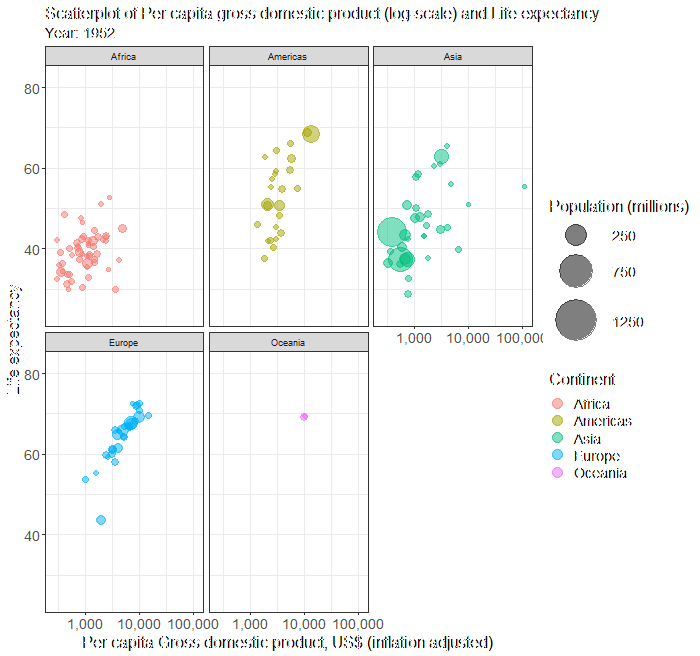 Scatterplot of Per capita gross domestic product (log scale) and Life expectancy
Year: 1952
Africa
Americas
Asia
80
60
40
1,000
10,000
100,000
Life expectancy
Europe
Oceania
80
60
40
1,000
10,000
100,000
1,000
10,000
100,000
Per capita Gross domestic product, US$ (inflation adjusted)
Population (millions)
250
750
1250
Continent
Africa
Americas
Asia
Europe
Oceania